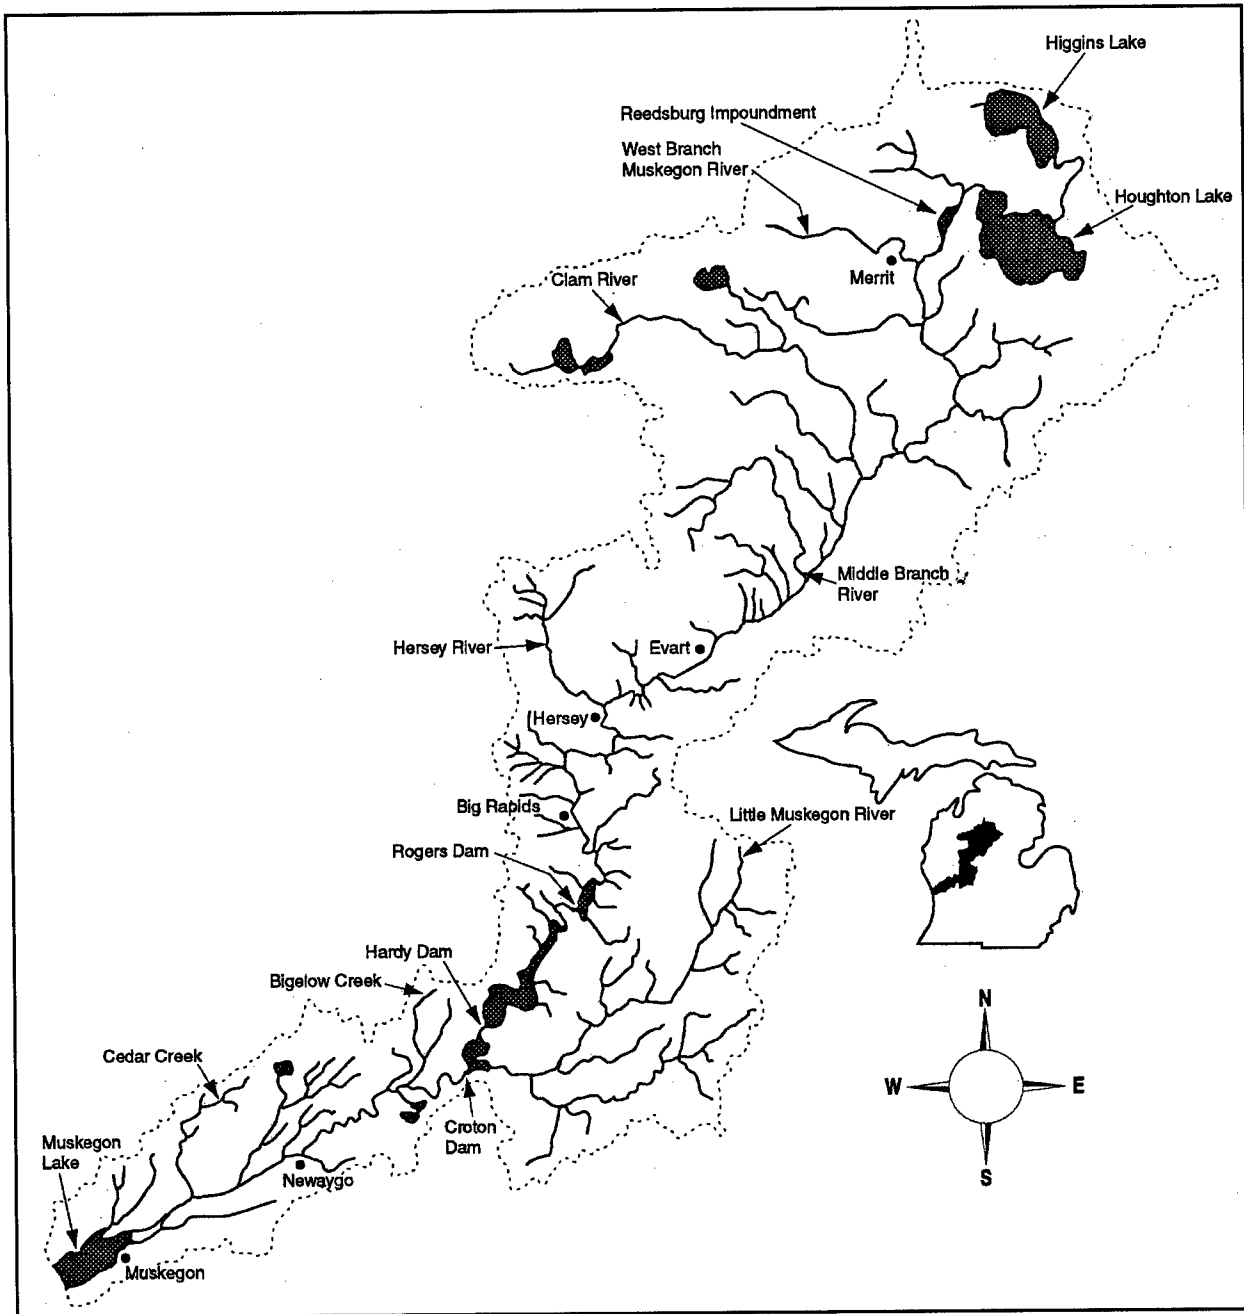 Higgins Lake
Reedsburg Impoundment
West Branch
Muskegon River
Houghton Lake
Merrit
Clam River
Middle Branch
River
Hersey River
Evart
Hersey
Big Rapids
Little Muskegon River
Rogers Dam
Hardy Dam
Bigelow Creek
N
Cedar Creek
W
E
Croton
Dam
Muskegon
Lake
S
Newaygo
Muskegon